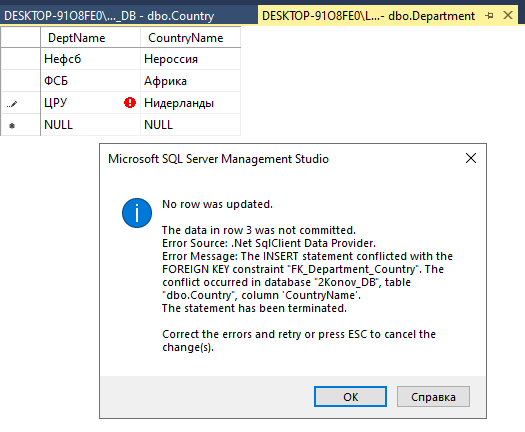 DESKTOP-91O8FE0\..._DB - dbo.Country
DESKTOP-91O8FE0\L...- dbo.Department
DeptName CountryName
Нефсб Нероссия
ФСБ Африка
ЦРУ Нидерланды
NULL NULL
Microsoft SQL Server Management Studio
No row was updated.
The data in row 3 was not committed.
Error Source: .Net SqlClient Data Provider.
Error Message: The INSERT statement conflicted with the
FOREIGN KEY constraint "FK_Department_Country". The
conflict occurred in database "2Konov_DB", table
"dbo.Country", column 'CountryName'.
The statement has been terminated.
Correct the errors and retry or press ESC to cancel the
change(s).
OK
Справка